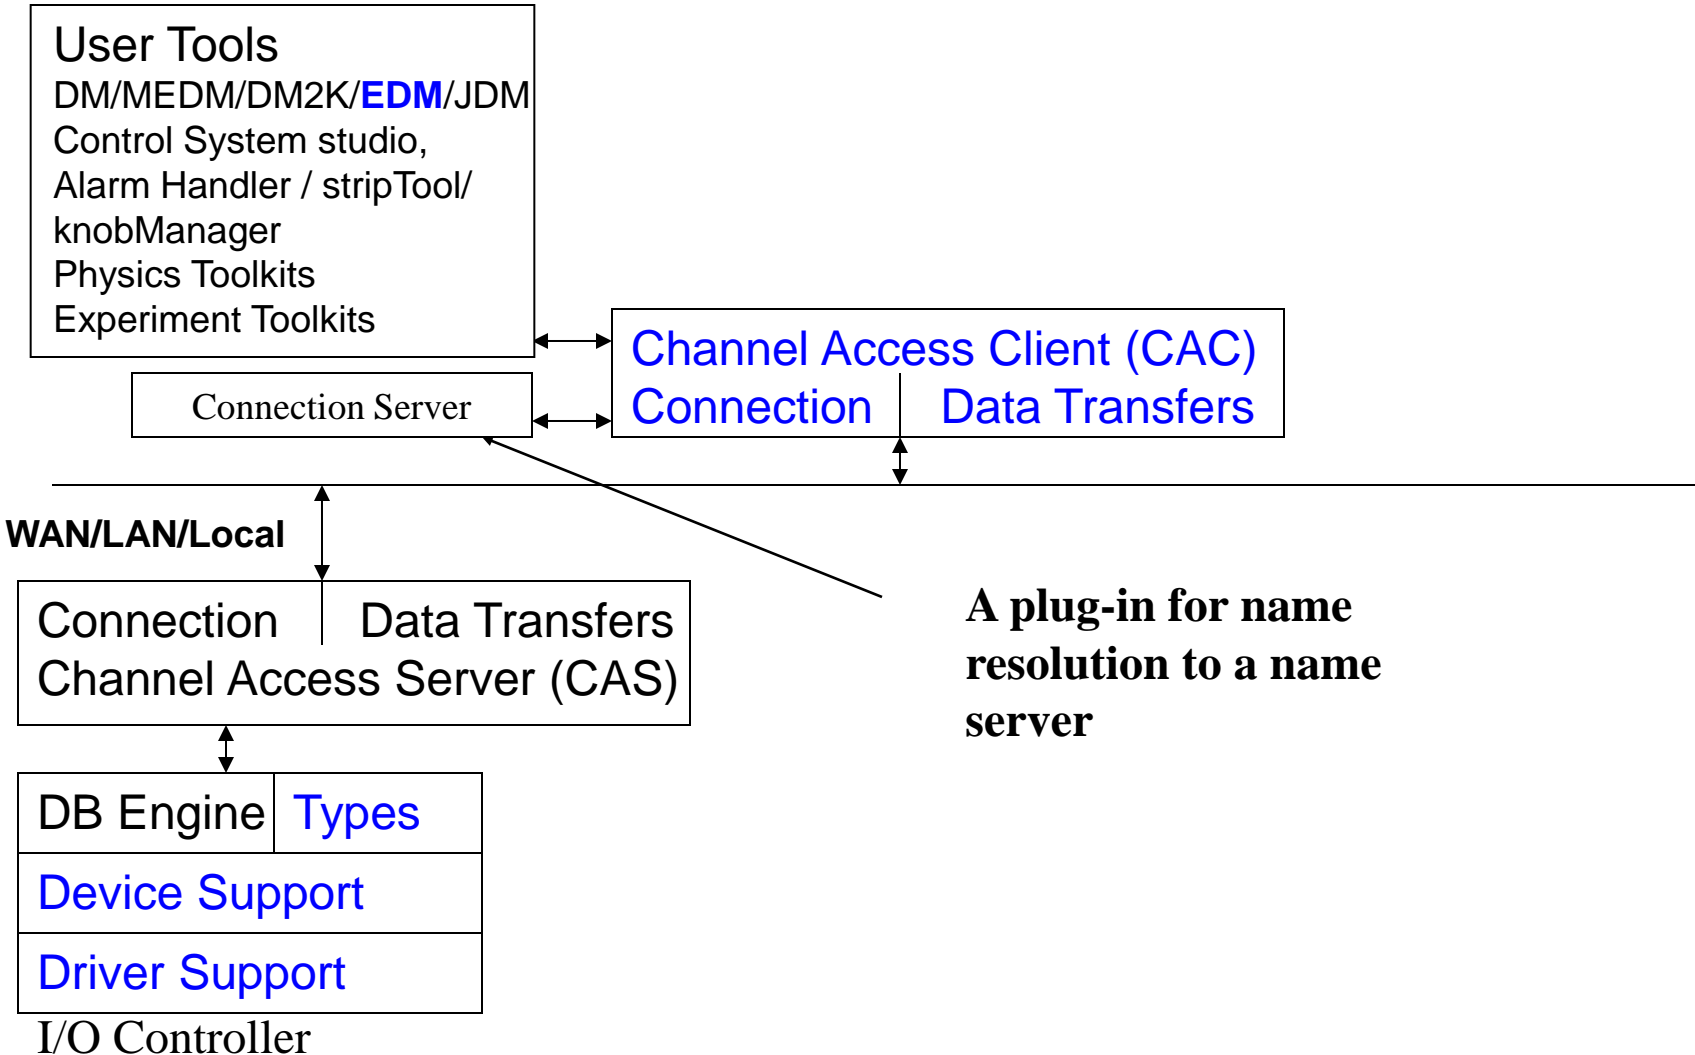 User Tools
DM/MEDM/DM2K/EDM/JDM
Control System studio,
Alarm Handler / stripTool/
knobManager
Physics Toolkits
Experiment Toolkits
Channel Access Client (CAC)
Connection Data Transfers
Connection Server
WAN/LAN/Local
Connection Data Transfers
Channel Access Server (CAS)
A plug-in for name
resolution to a name
server
DB Engine Types
Device Support
Driver Support
I/O Controller